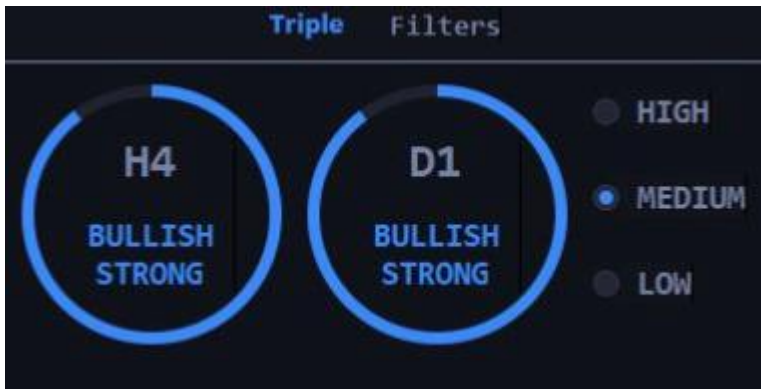 Triple Filters
H4
BULLISH
STRONG
D1
BULLISH
STRONG
HIGH
MEDIUM
LOW